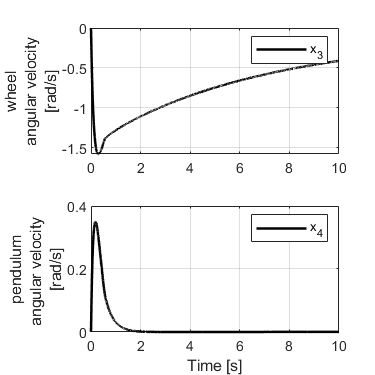 0
-0.5
-1
-1.5
wheel
angular velocity
[rad/s]
x3
0 2 4 6 8 10
0.4
0.2
0
pendulum
angular velocity
[rad/s]
x4
0 2 4 6 8 10
Time [s]